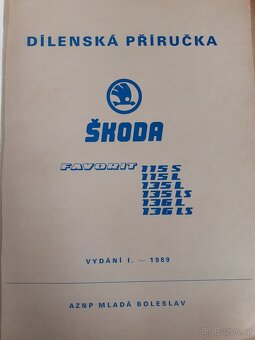 DÍLENSKÁ PŘÍRUČKA
ŠKODA
FAVORIT 115 S
115 L
135 L
135 LS
136 L
136 LS
VYDÁNÍ I. — 1989
AZNP MLADÁ BOLESLAV